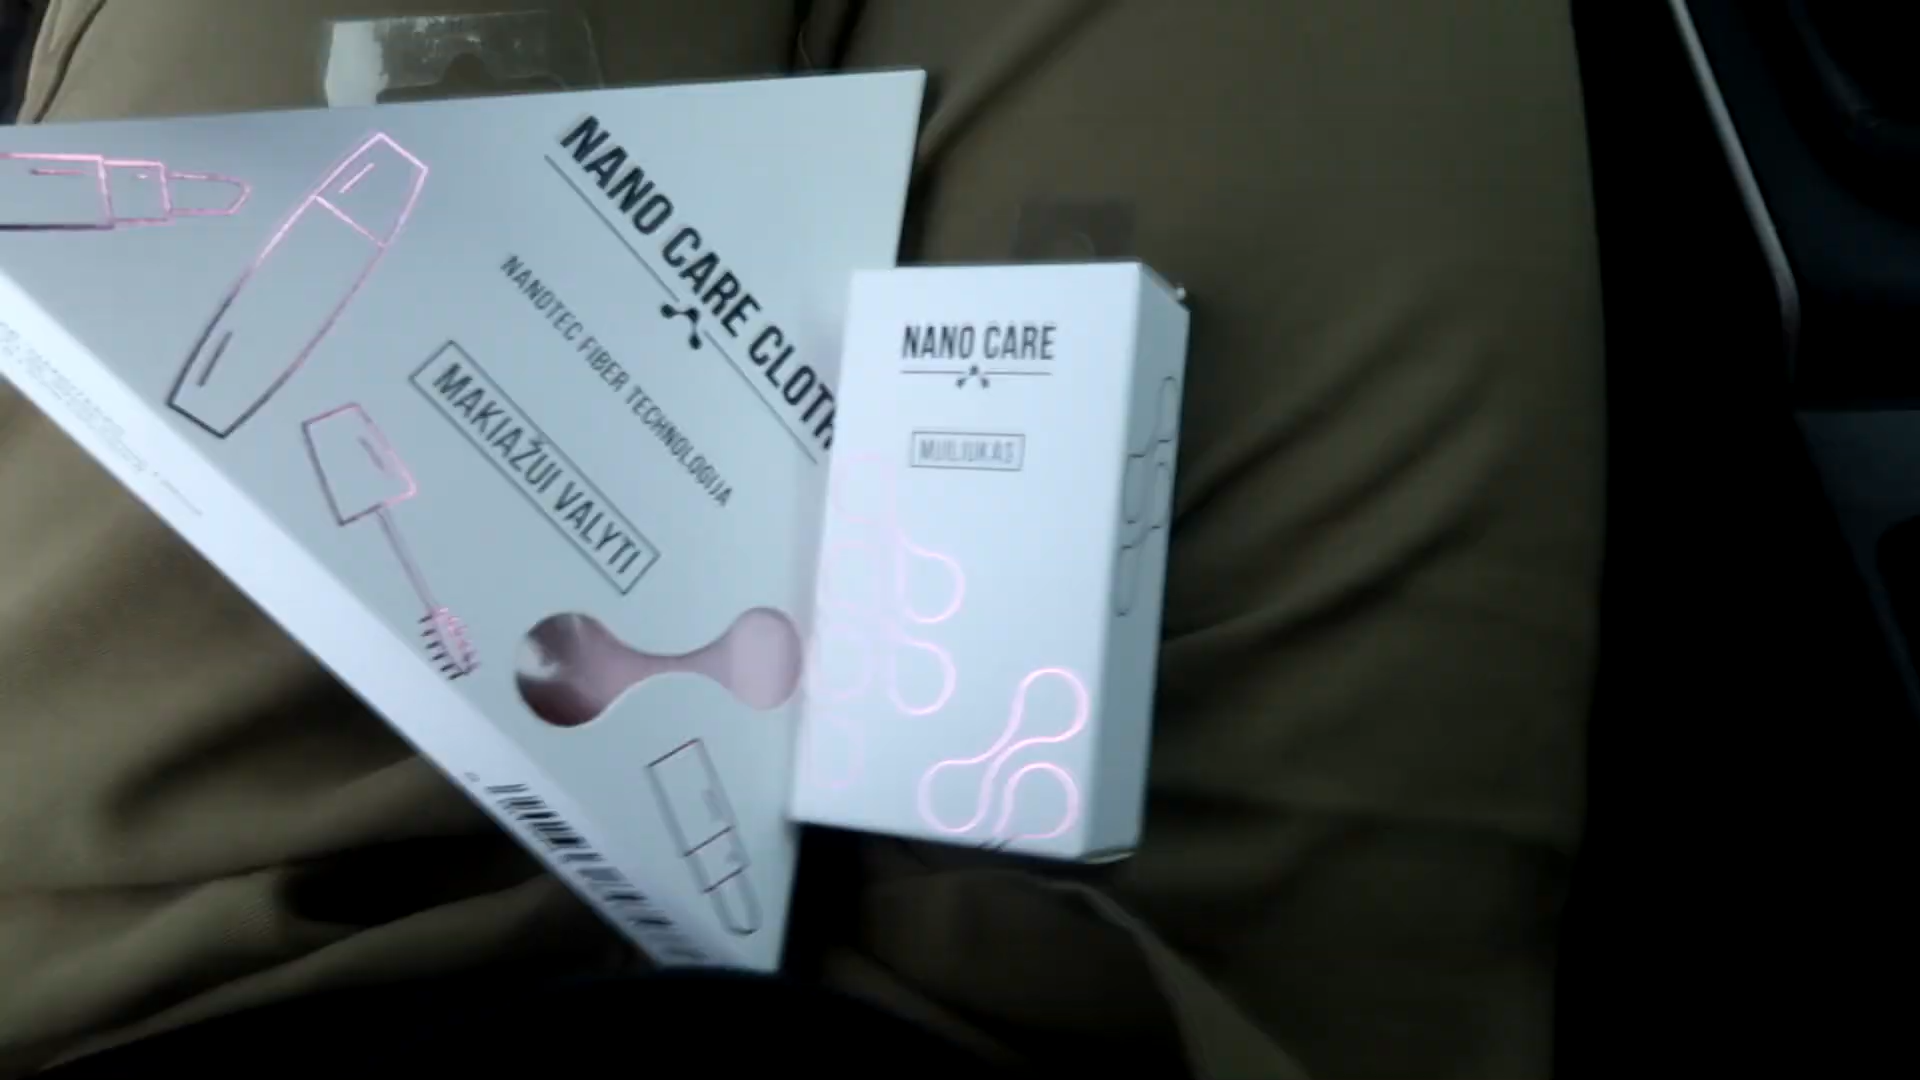 NANO CARE CLOTH
NANOTEC FIBER TECHNOLOGIJA
MAKIAŽUI VALYTI
NANO CARE
MUILIUKAS